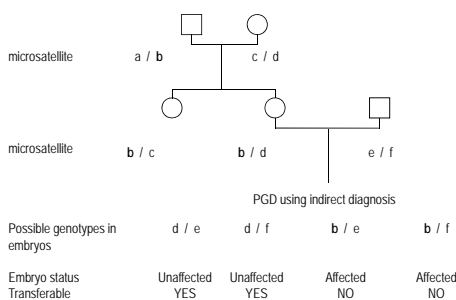 microsatellite a / b c / d
microsatellite b / c b / d e / f
PGD using indirect diagnosis
Possible genotypes in d / e d / f b / e b / f
embryos
Embryo status Unaffected Unaffected Affected Affected
Transferable YES YES NO NO